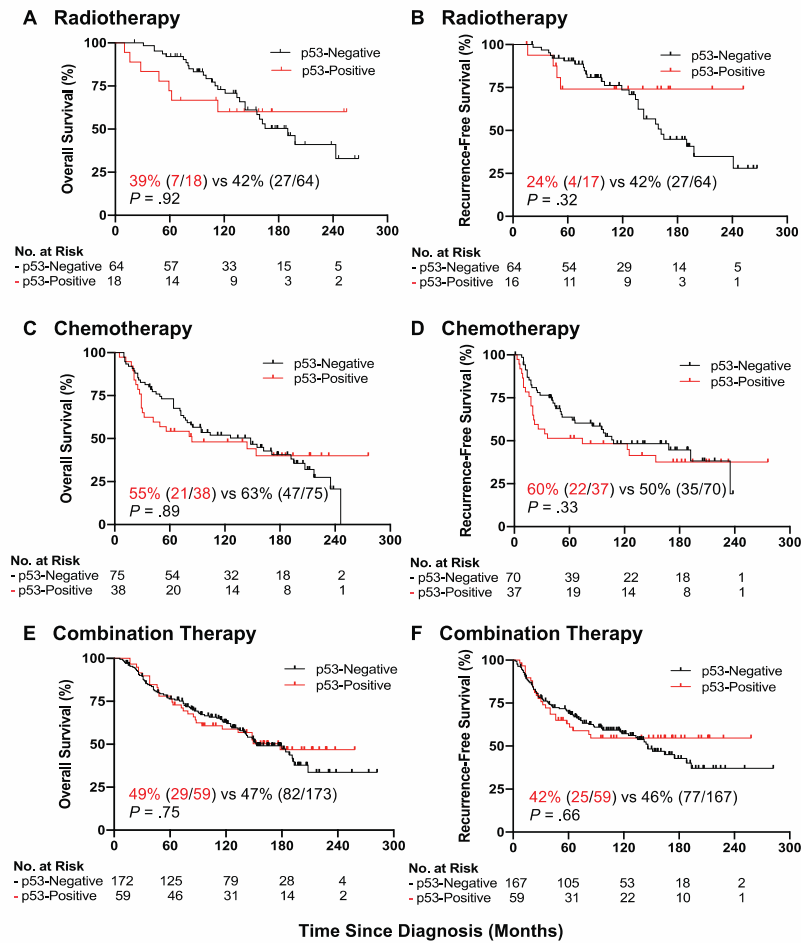 A Radiotherapy
Overall Survival (%)
100
75
50
25
0
p53-Negative
p53-Positive
39% (7/18) vs 42% (27/64)
P = .92
0 60 120 180 240 300
No. at Risk
- p53-Negative 64 57 33 15 5
- p53-Positive 18 14 9 3 2
B Radiotherapy
Recurrence-Free Survival (%)
100
75
50
25
0
p53-Negative
p53-Positive
24% (4/17) vs 42% (27/64)
P = .32
0 60 120 180 240 300
No. at Risk
- p53-Negative 64 54 29 14 5
- p53-Positive 16 11 9 3 1
C Chemotherapy
Overall Survival (%)
100
75
50
25
0
p53-Negative
p53-Positive
55% (21/38) vs 63% (47/75)
P = .89
0 60 120 180 240 300
No. at Risk
- p53-Negative 75 54 32 18 2
- p53-Positive 38 20 14 8 1
D Chemotherapy
Recurrence-Free Survival (%)
100
75
50
25
0
p53-Negative
p53-Positive
60% (22/37) vs 50% (35/70)
P = .33
0 60 120 180 240 300
No. at Risk
- p53-Negative 70 39 22 18 1
- p53-Positive 37 19 14 8 1
E Combination Therapy
Overall Survival (%)
100
75
50
25
0
p53-Negative
p53-Positive
49% (29/59) vs 47% (82/173)
P = .75
0 60 120 180 240 300
No. at Risk
- p53-Negative 172 125 79 28 4
- p53-Positive 59 46 31 14 2
F Combination Therapy
Recurrence-Free Survival (%)
100
75
50
25
0
p53-Negative
p53-Positive
42% (25/59) vs 46% (77/167)
P = .66
0 60 120 180 240 300
No. at Risk
- p53-Negative 167 105 53 18 2
- p53-Positive 59 31 22 10 1
Time Since Diagnosis (Months)